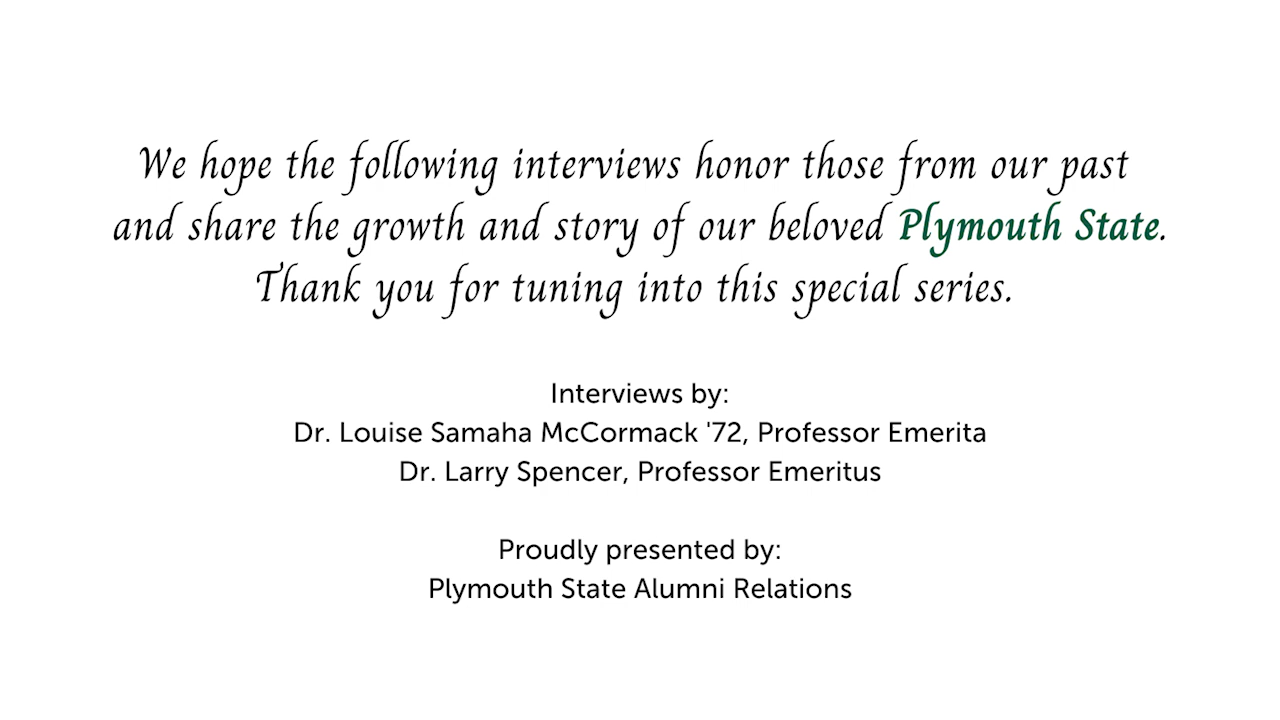 We hope the following interviews honor those from our past
and share the growth and story of our beloved Plymouth State.
Thank you for tuning into this special series.
Interviews by:
Dr. Louise Samaha McCormack '72, Professor Emerita
Dr. Larry Spencer, Professor Emeritus
Proudly presented by:
Plymouth State Alumni Relations